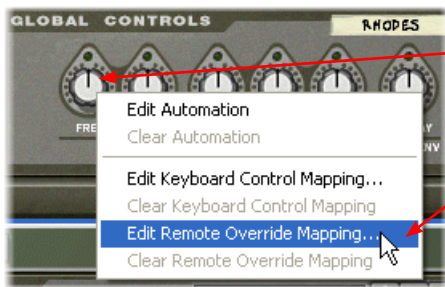 GLOBAL CONTROLS
RHODES
FRE
Y
NV
Edit Automation
Clear Automation
Edit Keyboard Control Mapping...
Clear Keyboard Control Mapping
Edit Remote Override Mapping...
Clear Remote Override Mapping